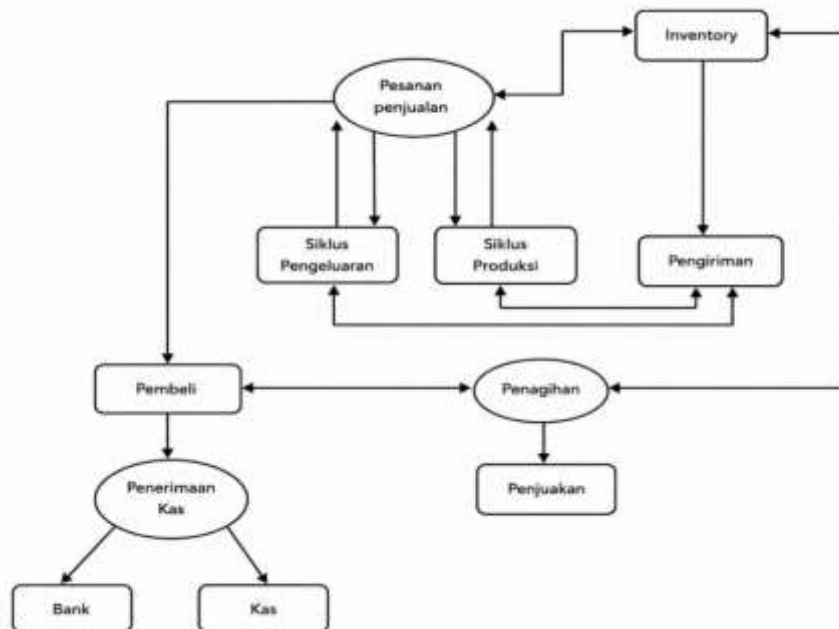 Inventory
Pesanan
penjualan
Siklus
Pengeluaran
Siklus
Produksi
Pengiriman
Pembeli
Penagihan
Penjuakan
Penerimaan
Kas
Bank
Kas